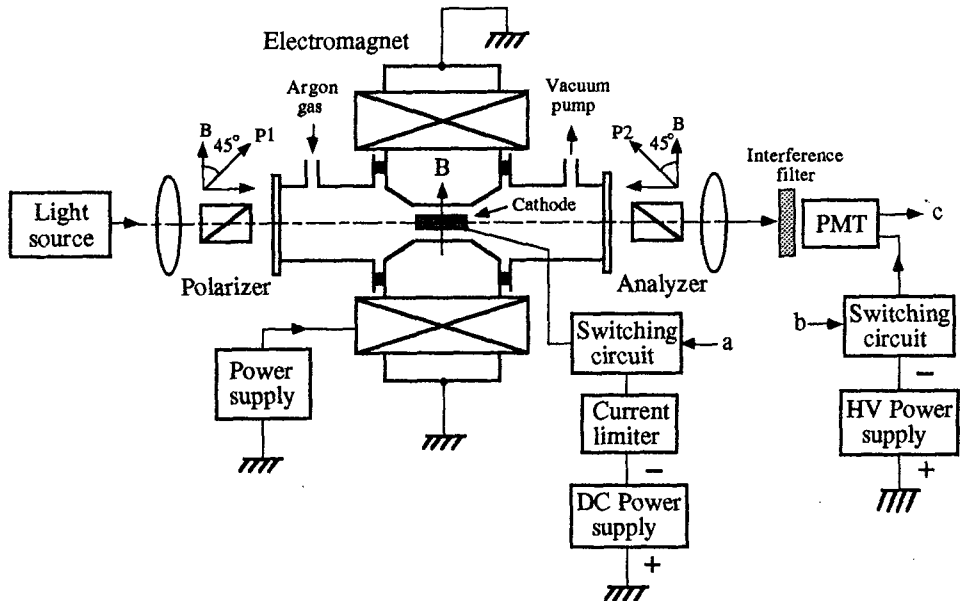 Electromagnet
Argon
gas
Vacuum
pump
B
45°
P1
P2
45°
B
Interference
filter
B
Cathode
Light
source
PMT
c
Polarizer
Analyzer
Switching
circuit
a
b
Switching
circuit
Power
supply
Current
limiter
−
HV Power
supply
+
−
DC Power
supply
+